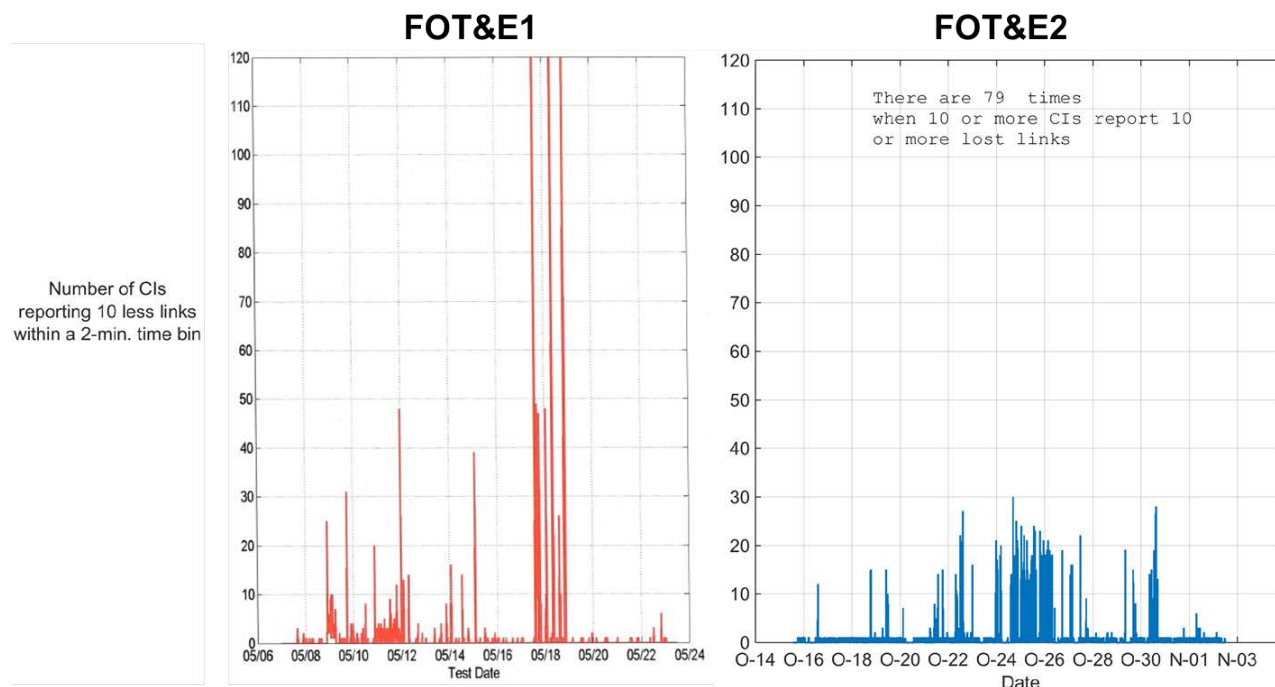 FOT&E1
FOT&E2
Number of CIs
reporting 10 less links
within a 2-min. time bin
120
110
100
90
80
70
60
50
40
30
20
10
0
05/06 05/08 05/10 05/12 05/14 05/16 05/18 05/20 05/22 05/24
Test Date
There are 79 times
when 10 or more CIs report 10
or more lost links
120
110
100
90
80
70
60
50
40
30
20
10
0
O-14 O-16 O-18 O-20 O-22 O-24 O-26 O-28 O-30 N-01 N-03
Date